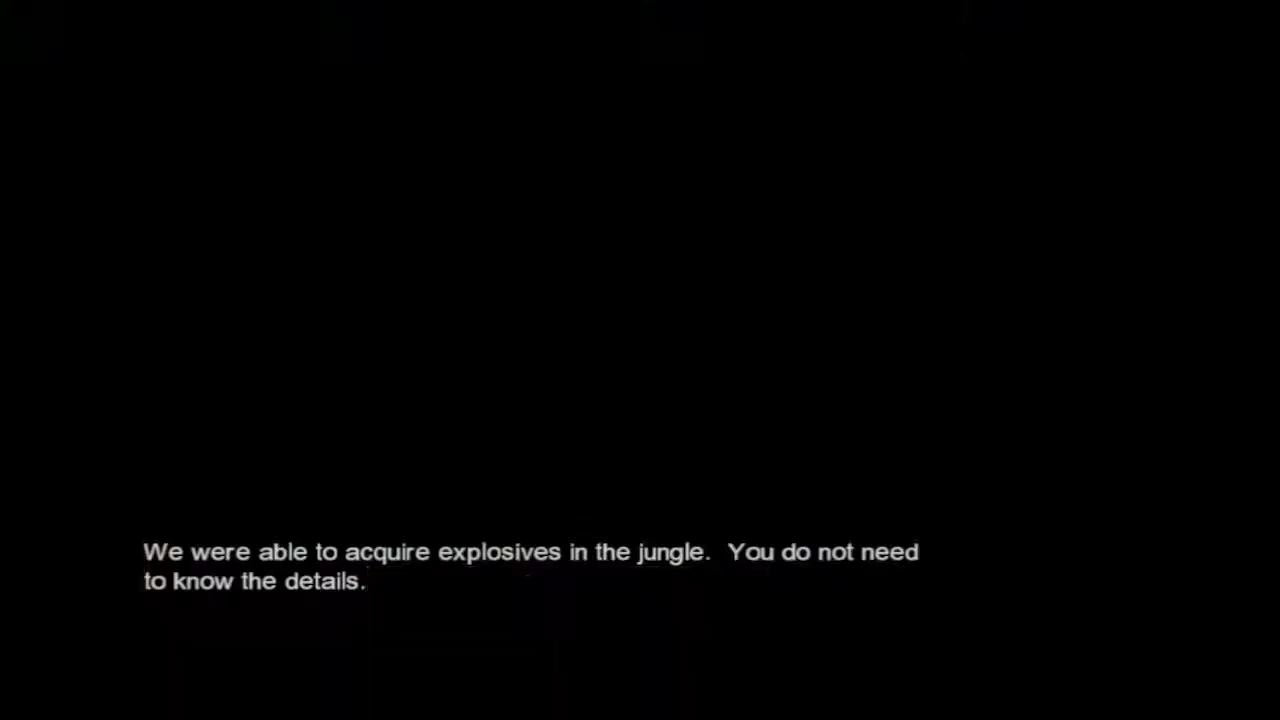 We were able to acquire explosives in the jungle.  You do not need
to know the details.